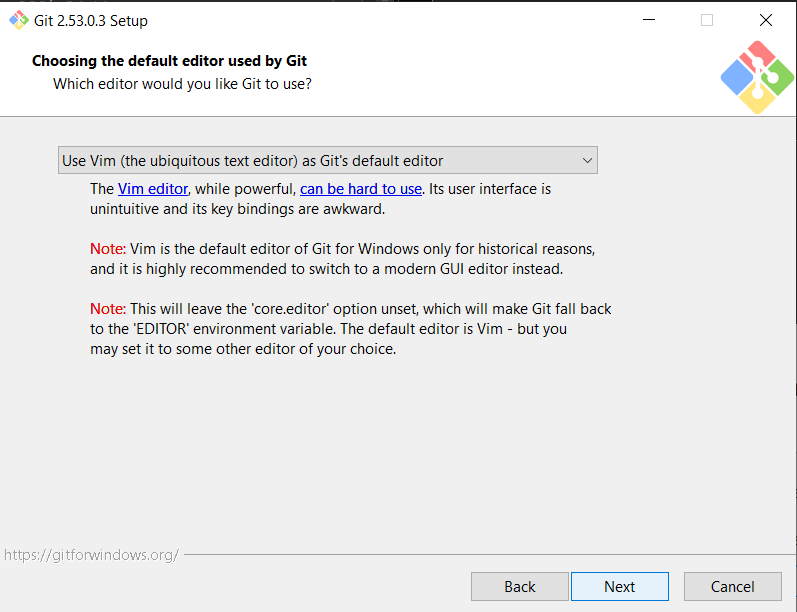 Git 2.53.0.3 Setup
Choosing the default editor used by Git
Which editor would you like Git to use?
Use Vim (the ubiquitous text editor) as Git's default editor
The Vim editor, while powerful, can be hard to use. Its user interface is
unintuitive and its key bindings are awkward.
Note: Vim is the default editor of Git for Windows only for historical reasons,
and it is highly recommended to switch to a modern GUI editor instead.
Note: This will leave the 'core.editor' option unset, which will make Git fall back
to the 'EDITOR' environment variable. The default editor is Vim - but you
may set it to some other editor of your choice.
https://gitforwindows.org/
Back
Next
Cancel